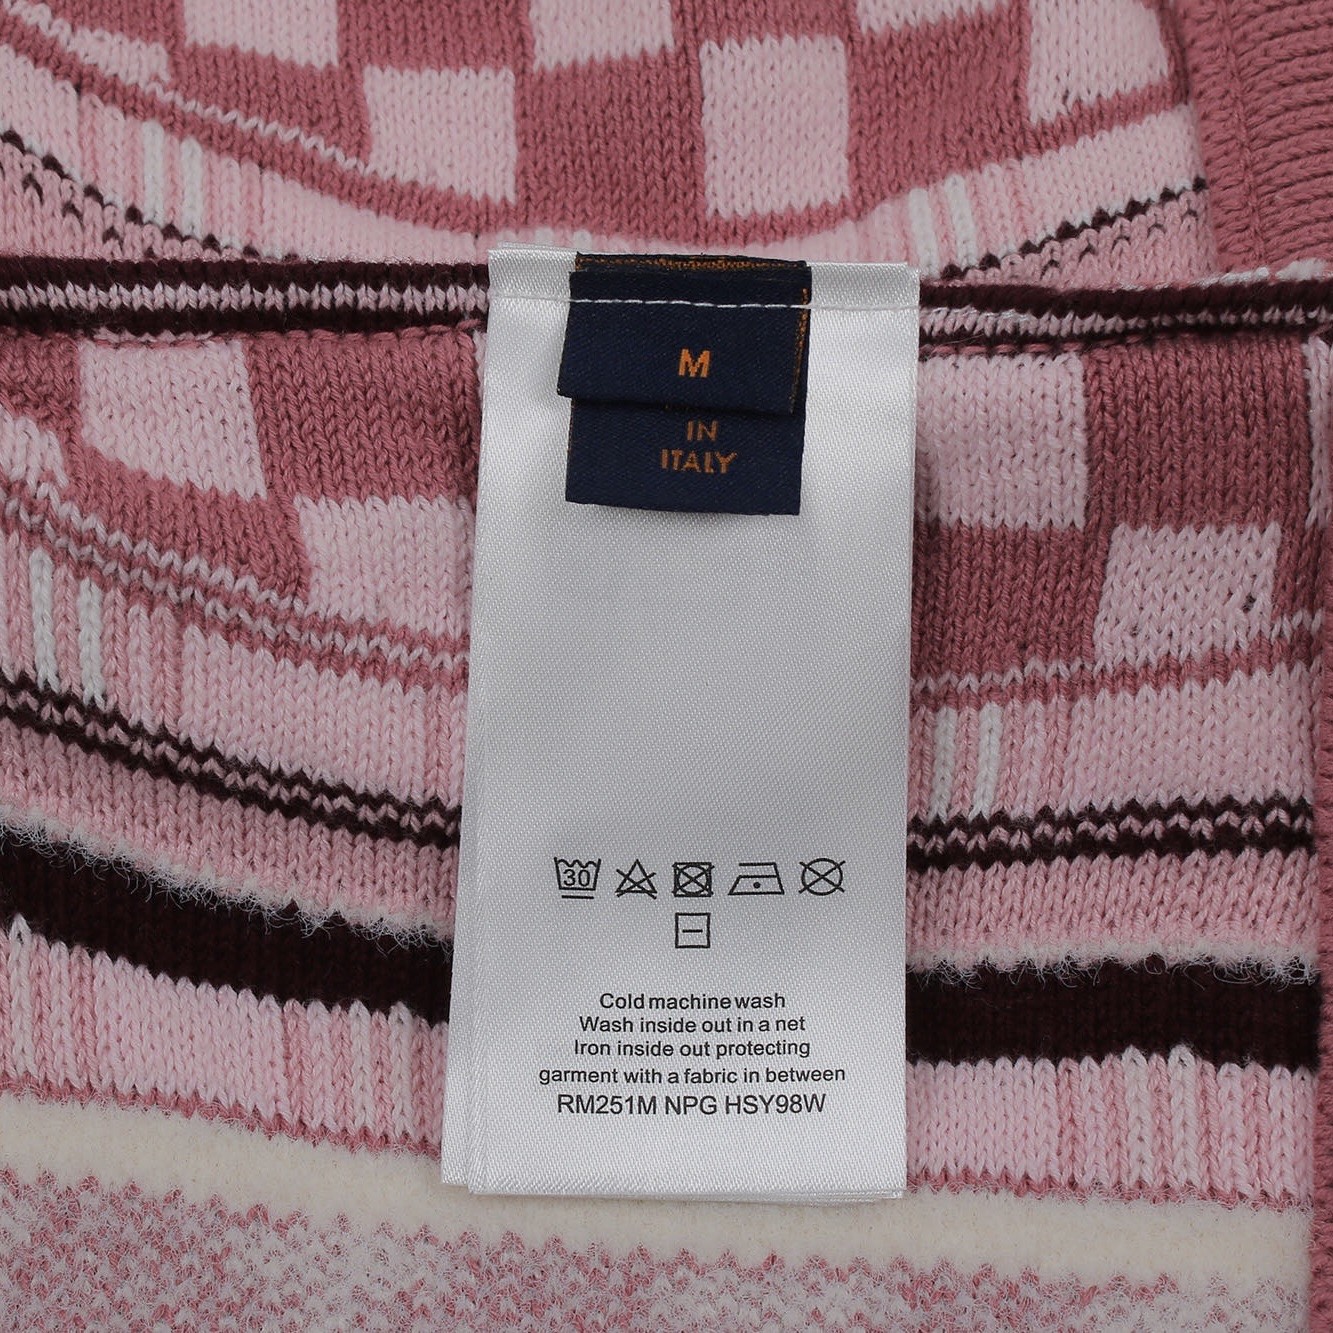 M
IN
ITALY
30
Cold machine wash
Wash inside out in a net
Iron inside out protecting
garment with a fabric in between
RM251M NPG HSY98W